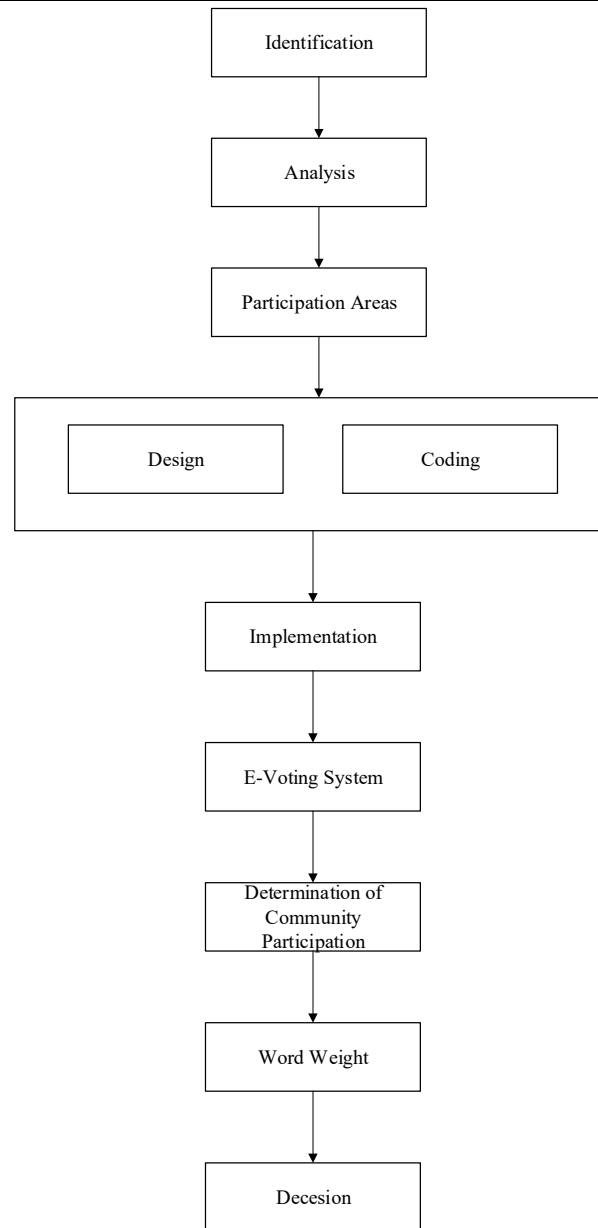 Identification
Analysis
Participation Areas
Design
Coding
Implementation
E-Voting System
Determination of
Community
Participation
Word Weight
Decesion